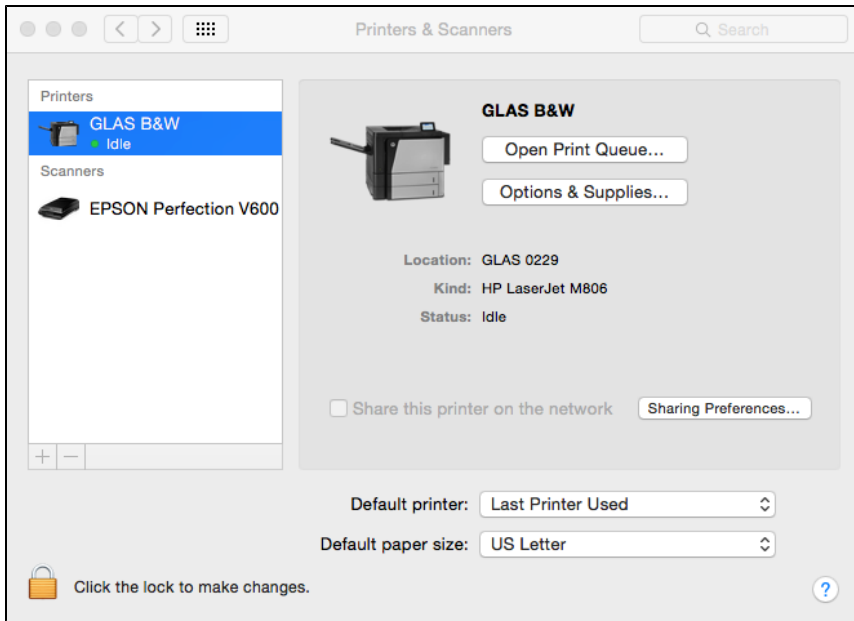 Printers & Scanners
Search
Printers
GLAS B&W
Idle
Scanners
EPSON Perfection V600
GLAS B&W
Open Print Queue...
Options & Supplies...
Location: GLAS 0229
Kind: HP LaserJet M806
Status: Idle
Share this printer on the network
Sharing Preferences...
Default printer: Last Printer Used
Default paper size: US Letter
Click the lock to make changes.
?